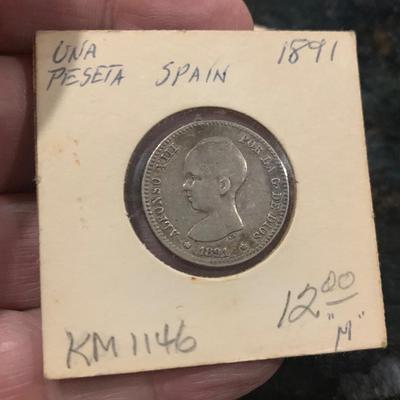 UNA
PESETA SPAIN 1891
ALFONSO XIII POR LA G. DE DIOS
1891
KM 1146
12.00
"M"